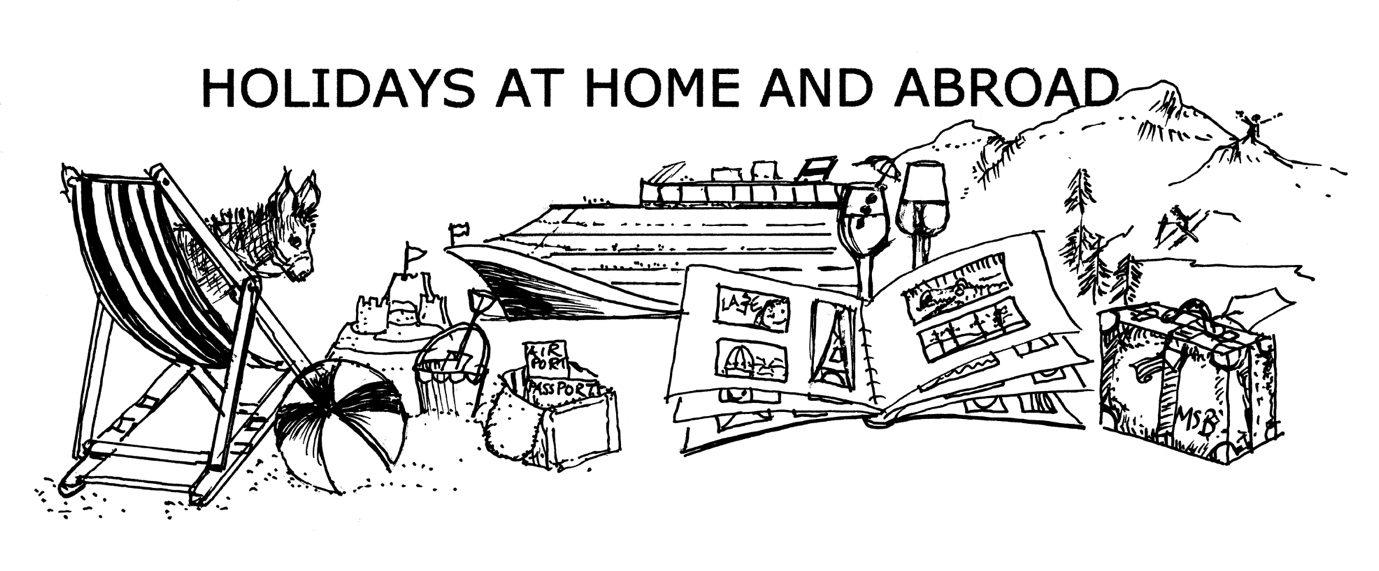 HOLIDAYS AT HOME AND ABROAD
AIR
PORT
PASSPORT
MSB